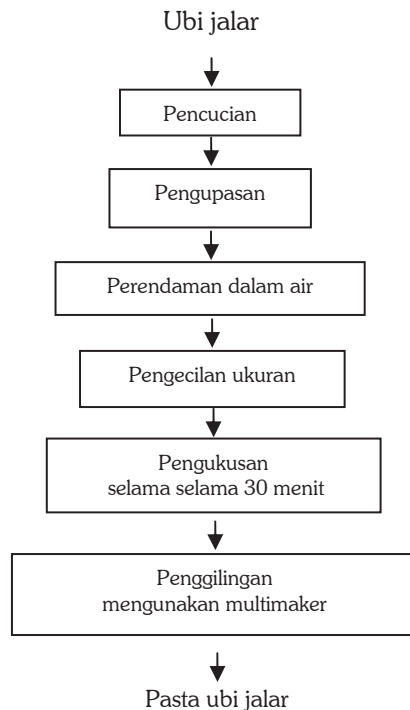 Ubi jalar
Pencucian
Pengupasan
Perendaman dalam air
Pengecilan ukuran
Pengukusan
selama selama 30 menit
Penggilingan
mengunakan multimaker
Pasta ubi jalar